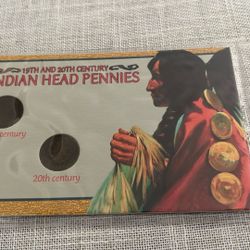 19TH AND 20TH CENTURY
INDIAN HEAD PENNIES
century
20th century